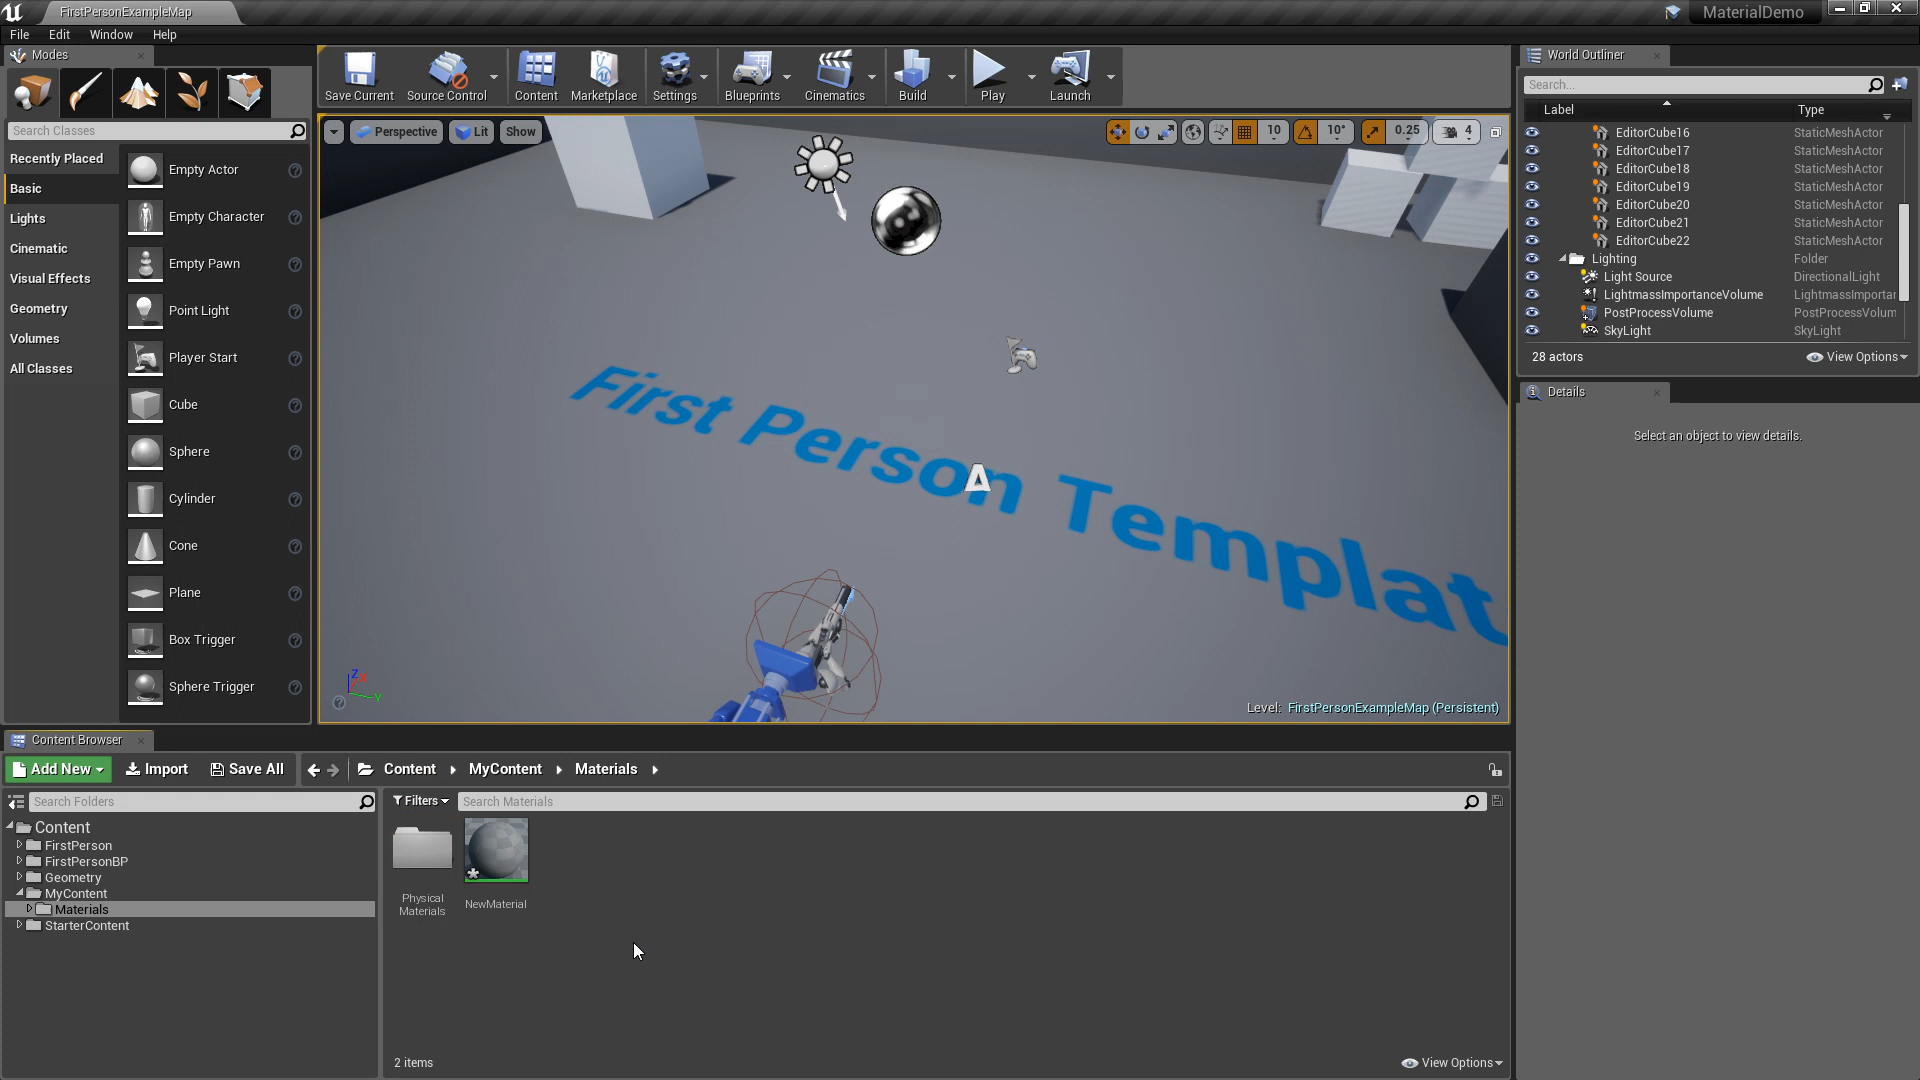 FirstPersonExampleMap
MaterialDemo
File Edit Window Help
Modes
Search Classes
Recently Placed
Basic
Lights
Cinematic
Visual Effects
Geometry
Volumes
All Classes
Empty Actor
Empty Character
Empty Pawn
Point Light
Player Start
Cube
Sphere
Cylinder
Cone
Plane
Box Trigger
Sphere Trigger
Save Current
Source Control
Content
Marketplace
Settings
Blueprints
Cinematics
Build
Play
Launch
Perspective
Lit
Show
10
10°
0.25
4
First Person Templat
Z
X
Y
Level: FirstPersonExampleMap (Persistent)
World Outliner
Search...
Label Type
EditorCube16 StaticMeshActor
EditorCube17 StaticMeshActor
EditorCube18 StaticMeshActor
EditorCube19 StaticMeshActor
EditorCube20 StaticMeshActor
EditorCube21 StaticMeshActor
EditorCube22 StaticMeshActor
Lighting Folder
Light Source DirectionalLight
LightmassImportanceVolume LightmassImportar
PostProcessVolume PostProcessVolum
SkyLight SkyLight
28 actors
View Options
Details
Select an object to view details.
Content Browser
Add New
Import
Save All
Content
MyContent
Materials
Search Folders
Content
FirstPerson
FirstPersonBP
Geometry
MyContent
Materials
StarterContent
Filters
Search Materials
Physical
Materials
NewMaterial
2 items
View Options